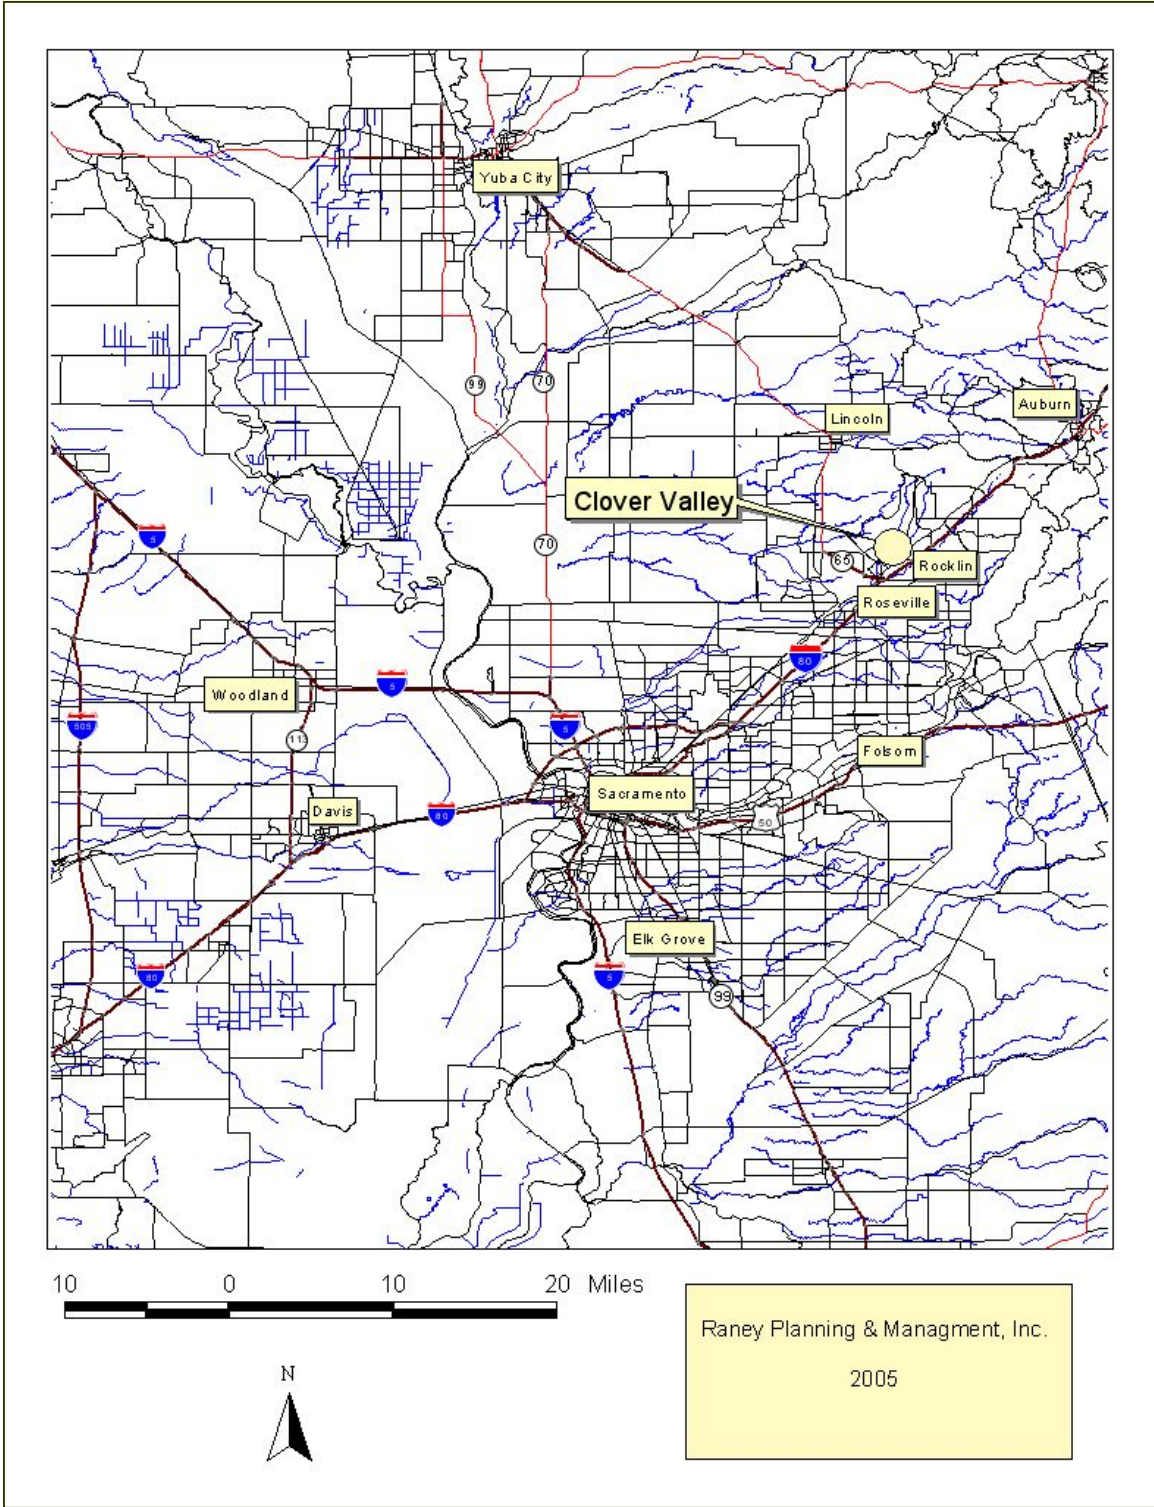 Yuba City
99
70
Auburn
Lincoln
Clover Valley
5
70
65
Rocklin
Roseville
80
Woodland
5
505
5
113
Folsom
Sacramento
Davis
80
50
Elk Grove
80
5
99
10 0 10 20 Miles
Raney Planning & Managment, Inc.
2005
N